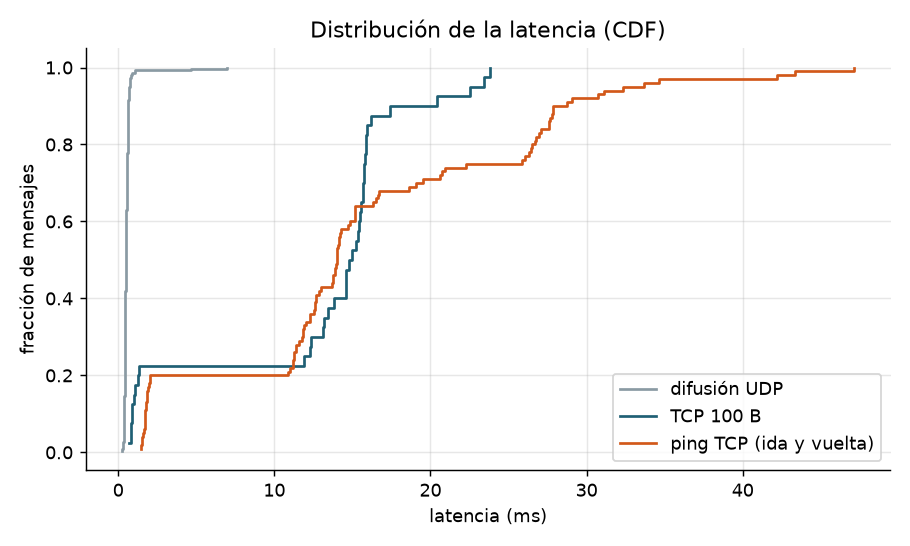 Distribución de la latencia (CDF)
fracción de mensajes
1.0
0.8
0.6
0.4
0.2
0.0
difusión UDP
TCP 100 B
ping TCP (ida y vuelta)
0 10 20 30 40
latencia (ms)